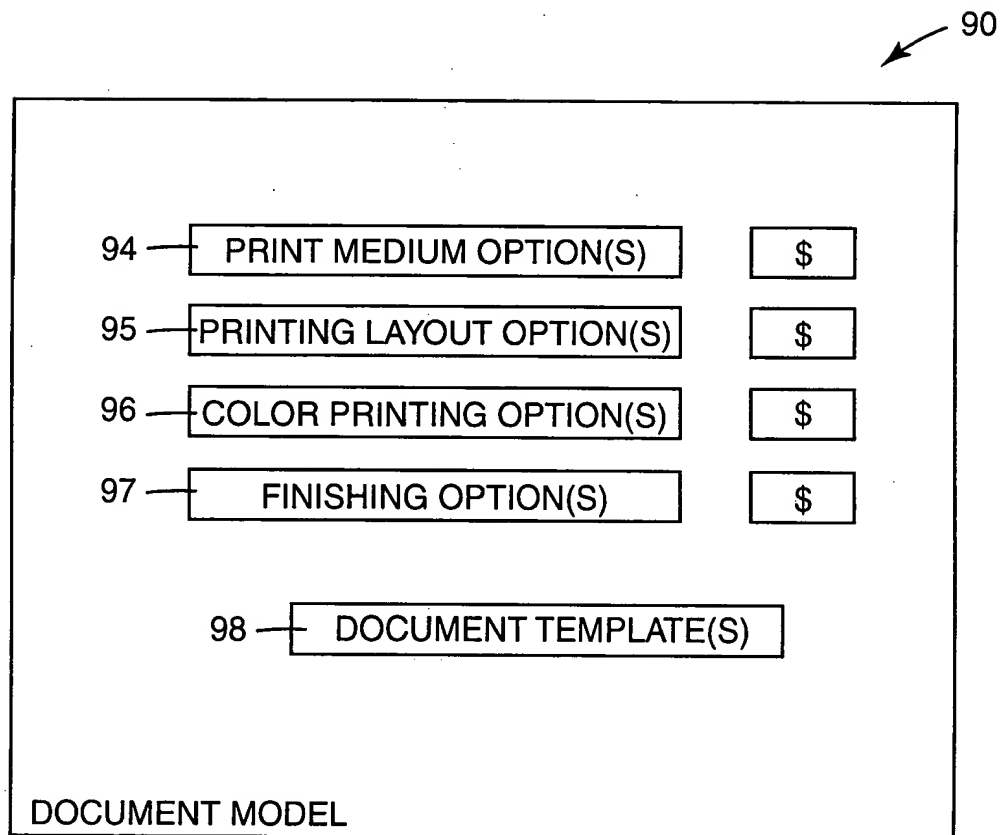 90
94 PRINT MEDIUM OPTION(S) $
95 PRINTING LAYOUT OPTION(S) $
96 COLOR PRINTING OPTION(S) $
97 FINISHING OPTION(S) $
98 DOCUMENT TEMPLATE(S)
DOCUMENT MODEL